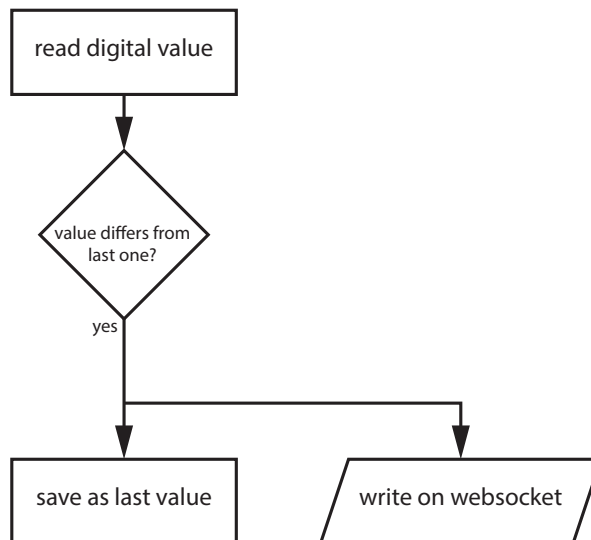 read digital value
value differs from
last one?
yes
save as last value
write on websocket